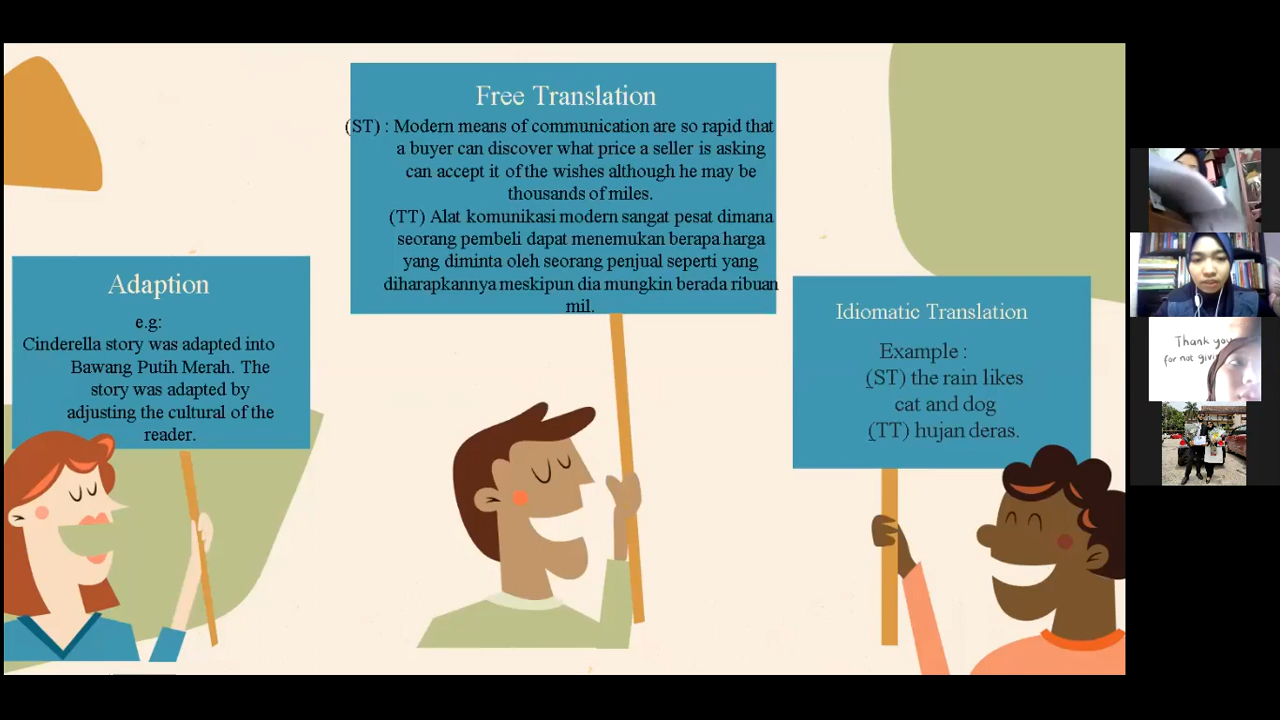 Free Translation
(ST) : Modern means of communication are so rapid that
a buyer can discover what price a seller is asking
can accept it of the wishes although he may be
thousands of miles.
(TT) Alat komunikasi modern sangat pesat dimana
seorang pembeli dapat menemukan berapa harga
yang diminta oleh seorang penjual seperti yang
diharapkannya meskipun dia mungkin berada ribuan
mil.
Adaption
e.g:
Cinderella story was adapted into
Bawang Putih Merah. The
story was adapted by
adjusting the cultural of the
reader.
Idiomatic Translation
Example :
(ST) the rain likes
cat and dog
(TT) hujan deras.
Thank you
for not